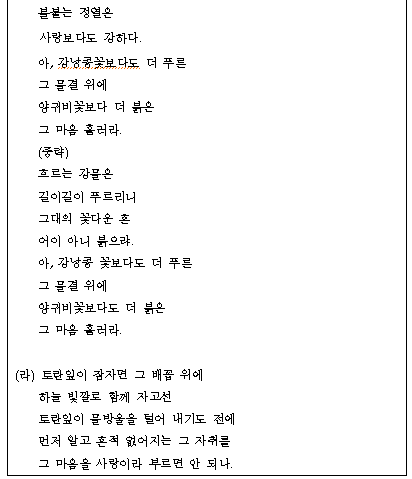 불붙는 정열은
사랑보다도 강하다.
아, 강낭콩꽃보다도 더 푸른
그 물결 위에
양귀비꽃보다 더 붉은
그 마음 흘러라.
(중략)
흐르는 강물은
길이길이 푸르리니
그대의 꽃다운 혼
어이 아니 붉으랴.
아, 강낭콩 꽃보다도 더 푸른
그 물결 위에
양귀비꽃보다도 더 붉은
그 마음 흘러라.
(라) 토란잎이 잠자면 그 배꼽 위에
하늘 빛깔로 함께 자고선
토란잎이 물방울을 털어 내기도 전에
먼저 알고 흔적 없어지는 그 자취를
그 마음을 사랑이라 부르면 안 되나.